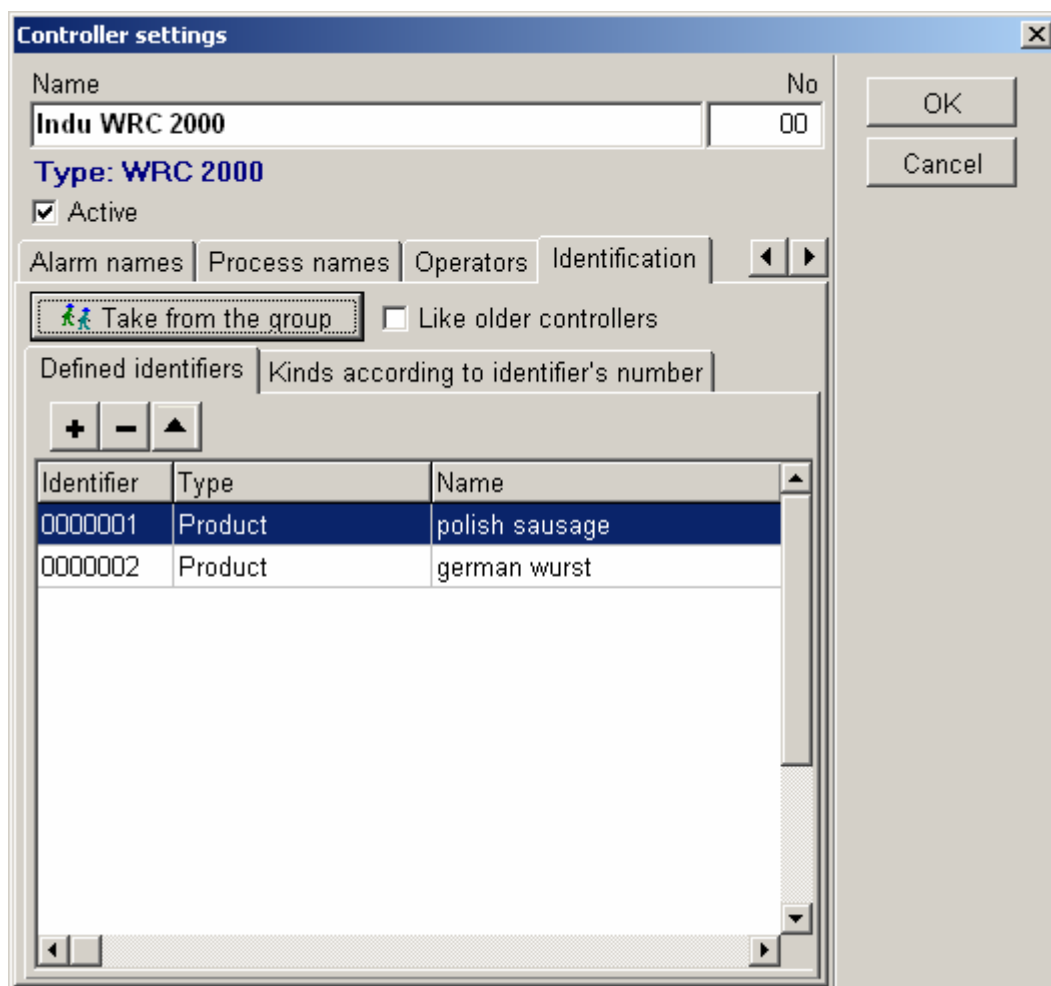 Controller settings
Name No
Indu WRC 2000 00
OK
Type: WRC 2000
Cancel
Active
Alarm names Process names Operators Identification
Take from the group Like older controllers
Defined identifiers Kinds according to identifier's number
Identifier Type Name
0000001 Product polish sausage
0000002 Product german wurst